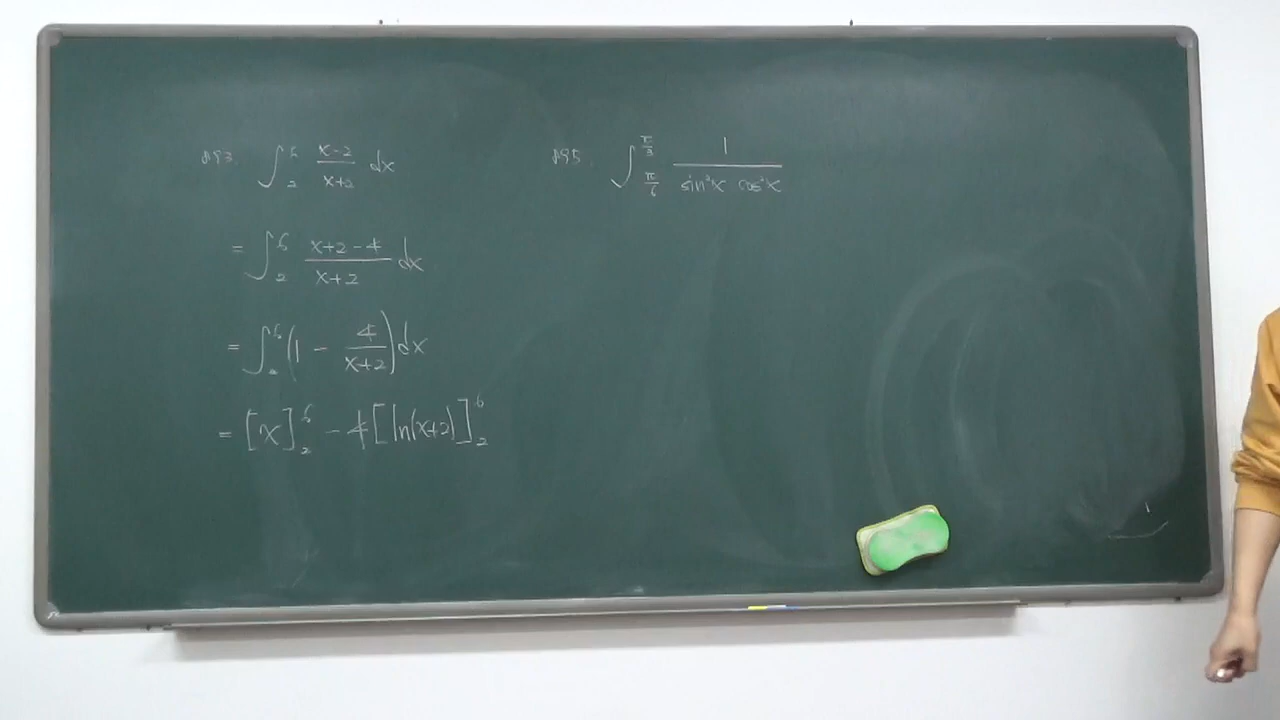 893. ∫₂⁶ (x-2)/(x+2) dx
= ∫₂⁶ (x+2-4)/(x+2) dx
= ∫₂⁶ (1 - 4/(x+2)) dx
= [x]₂⁶ - 4[ln(x+2)]₂⁶
895. ∫_{π/6}^{π/3} 1/(sin²x cos²x)